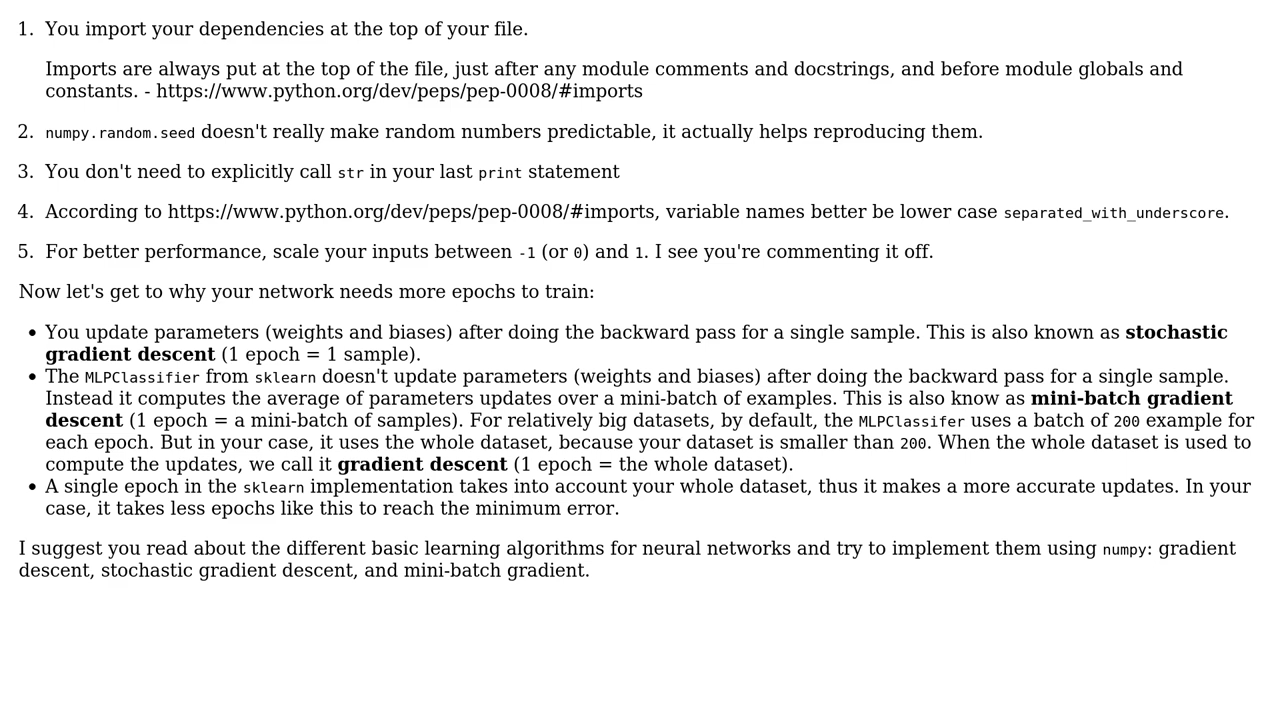 1. You import your dependencies at the top of your file.
Imports are always put at the top of the file, just after any module comments and docstrings, and before module globals and
constants. - https://www.python.org/dev/peps/pep-0008/#imports
2. numpy.random.seed doesn't really make random numbers predictable, it actually helps reproducing them.
3. You don't need to explicitly call str in your last print statement
4. According to https://www.python.org/dev/peps/pep-0008/#imports, variable names better be lower case separated_with_underscore.
5. For better performance, scale your inputs between -1 (or 0) and 1. I see you're commenting it off.
Now let's get to why your network needs more epochs to train:
• You update parameters (weights and biases) after doing the backward pass for a single sample. This is also known as stochastic
gradient descent (1 epoch = 1 sample).
• The MLPClassifier from sklearn doesn't update parameters (weights and biases) after doing the backward pass for a single sample.
Instead it computes the average of parameters updates over a mini-batch of examples. This is also know as mini-batch gradient
descent (1 epoch = a mini-batch of samples). For relatively big datasets, by default, the MLPClassifer uses a batch of 200 example for
each epoch. But in your case, it uses the whole dataset, because your dataset is smaller than 200. When the whole dataset is used to
compute the updates, we call it gradient descent (1 epoch = the whole dataset).
• A single epoch in the sklearn implementation takes into account your whole dataset, thus it makes a more accurate updates. In your
case, it takes less epochs like this to reach the minimum error.
I suggest you read about the different basic learning algorithms for neural networks and try to implement them using numpy: gradient
descent, stochastic gradient descent, and mini-batch gradient.